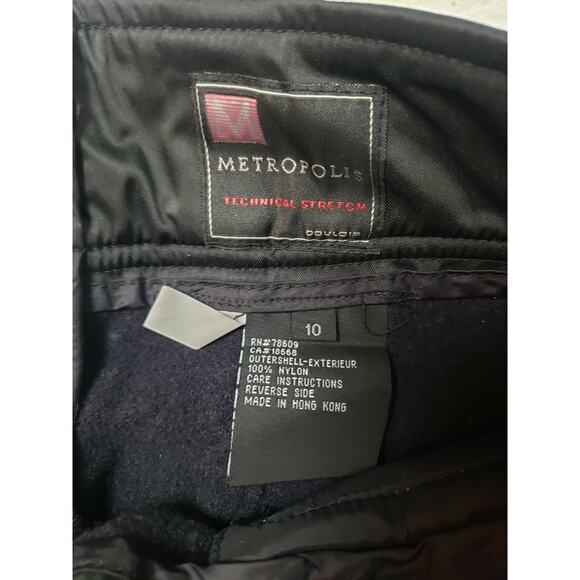 M
METROPOLIS
TECHNICAL STRETCH
COULOIR
10
RN#78609
CA#18668
OUTERSHELL-EXTERIEUR
100% NYLON
CARE INSTRUCTIONS
REVERSE SIDE
MADE IN HONG KONG